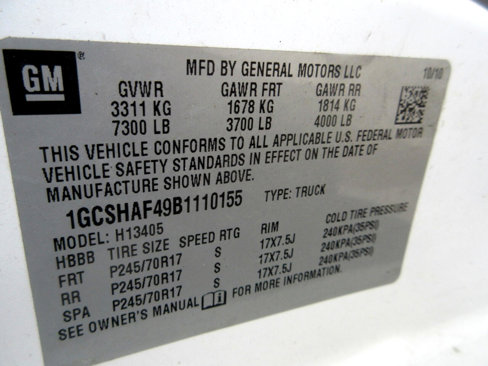 GM ®
MFD BY GENERAL MOTORS LLC 10/10
GVWR GAWR FRT GAWR RR
3311 KG 1678 KG 1814 KG
7300 LB 3700 LB 4000 LB
THIS VEHICLE CONFORMS TO ALL APPLICABLE U.S. FEDERAL MOTOR
VEHICLE SAFETY STANDARDS IN EFFECT ON THE DATE OF
MANUFACTURE SHOWN ABOVE.
1GCSHAF49B1110155 TYPE: TRUCK
MODEL: H13405
HBBB TIRE SIZE SPEED RTG RIM COLD TIRE PRESSURE
FRT P245/70R17 S 17X7.5J 240KPA(35PSI)
RR P245/70R17 S 17X7.5J 240KPA(35PSI)
SPA P245/70R17 S 17X7.5J 240KPA(35PSI)
SEE OWNER'S MANUAL FOR MORE INFORMATION.